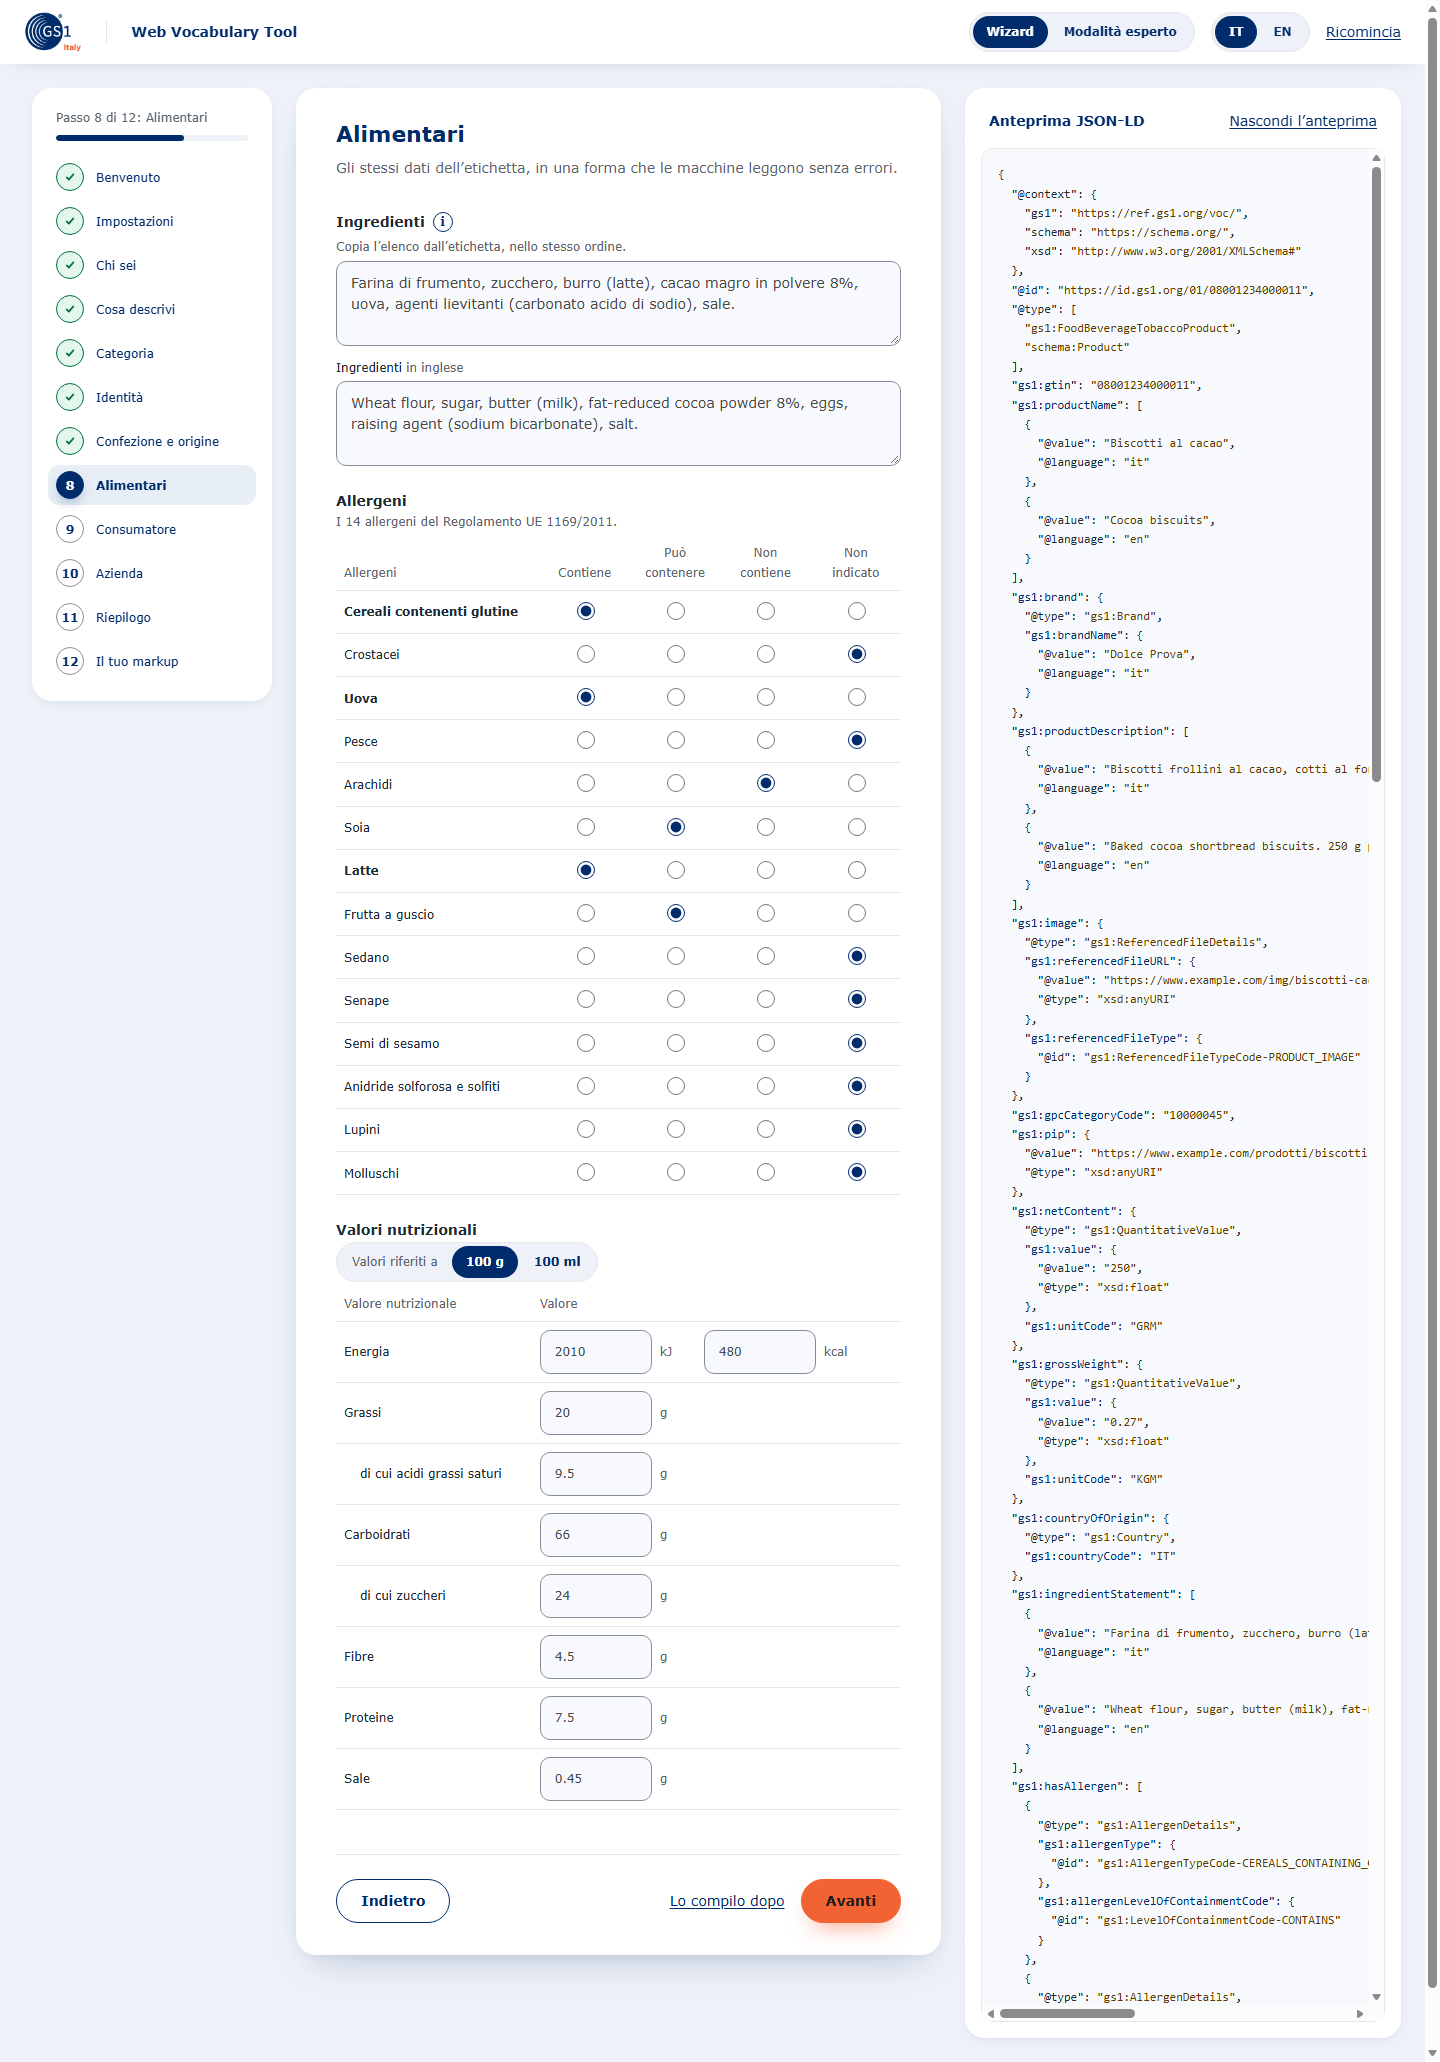 GS1
Italy
Web Vocabulary Tool
Wizard
Modalità esperto
IT
EN
Ricomincia
Passo 8 di 12: Alimentari
Benvenuto
Impostazioni
Chi sei
Cosa descrivi
Categoria
Identità
Confezione e origine
8 Alimentari
9 Consumatore
10 Azienda
11 Riepilogo
12 Il tuo markup
Alimentari
Gli stessi dati dell’etichetta, in una forma che le macchine leggono senza errori.
Ingredienti i
Copia l’elenco dall’etichetta, nello stesso ordine.
Farina di frumento, zucchero, burro (latte), cacao magro in polvere 8%,
uova, agenti lievitanti (carbonato acido di sodio), sale.
Ingredienti in inglese
Wheat flour, sugar, butter (milk), fat-reduced cocoa powder 8%, eggs,
raising agent (sodium bicarbonate), salt.
Allergeni
I 14 allergeni del Regolamento UE 1169/2011.
Allergeni Contiene Può contenere Non contiene Non indicato
Cereali contenenti glutine
Crostacei
Uova
Pesce
Arachidi
Soia
Latte
Frutta a guscio
Sedano
Senape
Semi di sesamo
Anidride solforosa e solfiti
Lupini
Molluschi
Valori nutrizionali
Valori riferiti a 100 g 100 ml
Valore nutrizionale Valore
Energia 2010 kJ 480 kcal
Grassi 20 g
di cui acidi grassi saturi 9.5 g
Carboidrati 66 g
di cui zuccheri 24 g
Fibre 4.5 g
Proteine 7.5 g
Sale 0.45 g
Indietro
Lo compilo dopo
Avanti
Anteprima JSON-LD
Nascondi l’anteprima
{
"@context": {
"gs1": "https://ref.gs1.org/voc/",
"schema": "https://schema.org/",
"xsd": "http://www.w3.org/2001/XMLSchema#"
},
"@id": "https://id.gs1.org/01/08001234000011",
"@type": [
"gs1:FoodBeverageTobaccoProduct",
"schema:Product"
],
"gs1:gtin": "08001234000011",
"gs1:productName": [
{
"@value": "Biscotti al cacao",
"@language": "it"
},
{
"@value": "Cocoa biscuits",
"@language": "en"
}
],
"gs1:brand": {
"@type": "gs1:Brand",
"gs1:brandName": {
"@value": "Dolce Prova",
"@language": "it"
}
},
"gs1:productDescription": [
{
"@value": "Biscotti frollini al cacao, cotti al fo
"@language": "it"
},
{
"@value": "Baked cocoa shortbread biscuits. 250 g
"@language": "en"
}
],
"gs1:image": {
"@type": "gs1:ReferencedFileDetails",
"gs1:referencedFileURL": {
"@value": "https://www.example.com/img/biscotti-ca
"@type": "xsd:anyURI"
},
"gs1:referencedFileType": {
"@id": "gs1:ReferencedFileTypeCode-PRODUCT_IMAGE"
}
},
"gs1:gpcCategoryCode": "10000045",
"gs1:pip": {
"@value": "https://www.example.com/prodotti/biscotti
"@type": "xsd:anyURI"
},
"gs1:netContent": {
"@type": "gs1:QuantitativeValue",
"gs1:value": {
"@value": "250",
"@type": "xsd:float"
},
"gs1:unitCode": "GRM"
},
"gs1:grossWeight": {
"@type": "gs1:QuantitativeValue",
"gs1:value": {
"@value": "0.27",
"@type": "xsd:float"
},
"gs1:unitCode": "KGM"
},
"gs1:countryOfOrigin": {
"@type": "gs1:Country",
"gs1:countryCode": "IT"
},
"gs1:ingredientStatement": [
{
"@value": "Farina di frumento, zucchero, burro (la
"@language": "it"
},
{
"@value": "Wheat flour, sugar, butter (milk), fat-
"@language": "en"
}
],
"gs1:hasAllergen": [
{
"@type": "gs1:AllergenDetails",
"gs1:allergenType": {
"@id": "gs1:AllergenTypeCode-CEREALS_CONTAINING_
},
"gs1:allergenLevelOfContainmentCode": {
"@id": "gs1:LevelOfContainmentCode-CONTAINS"
}
},
{
"@type": "gs1:AllergenDetails",